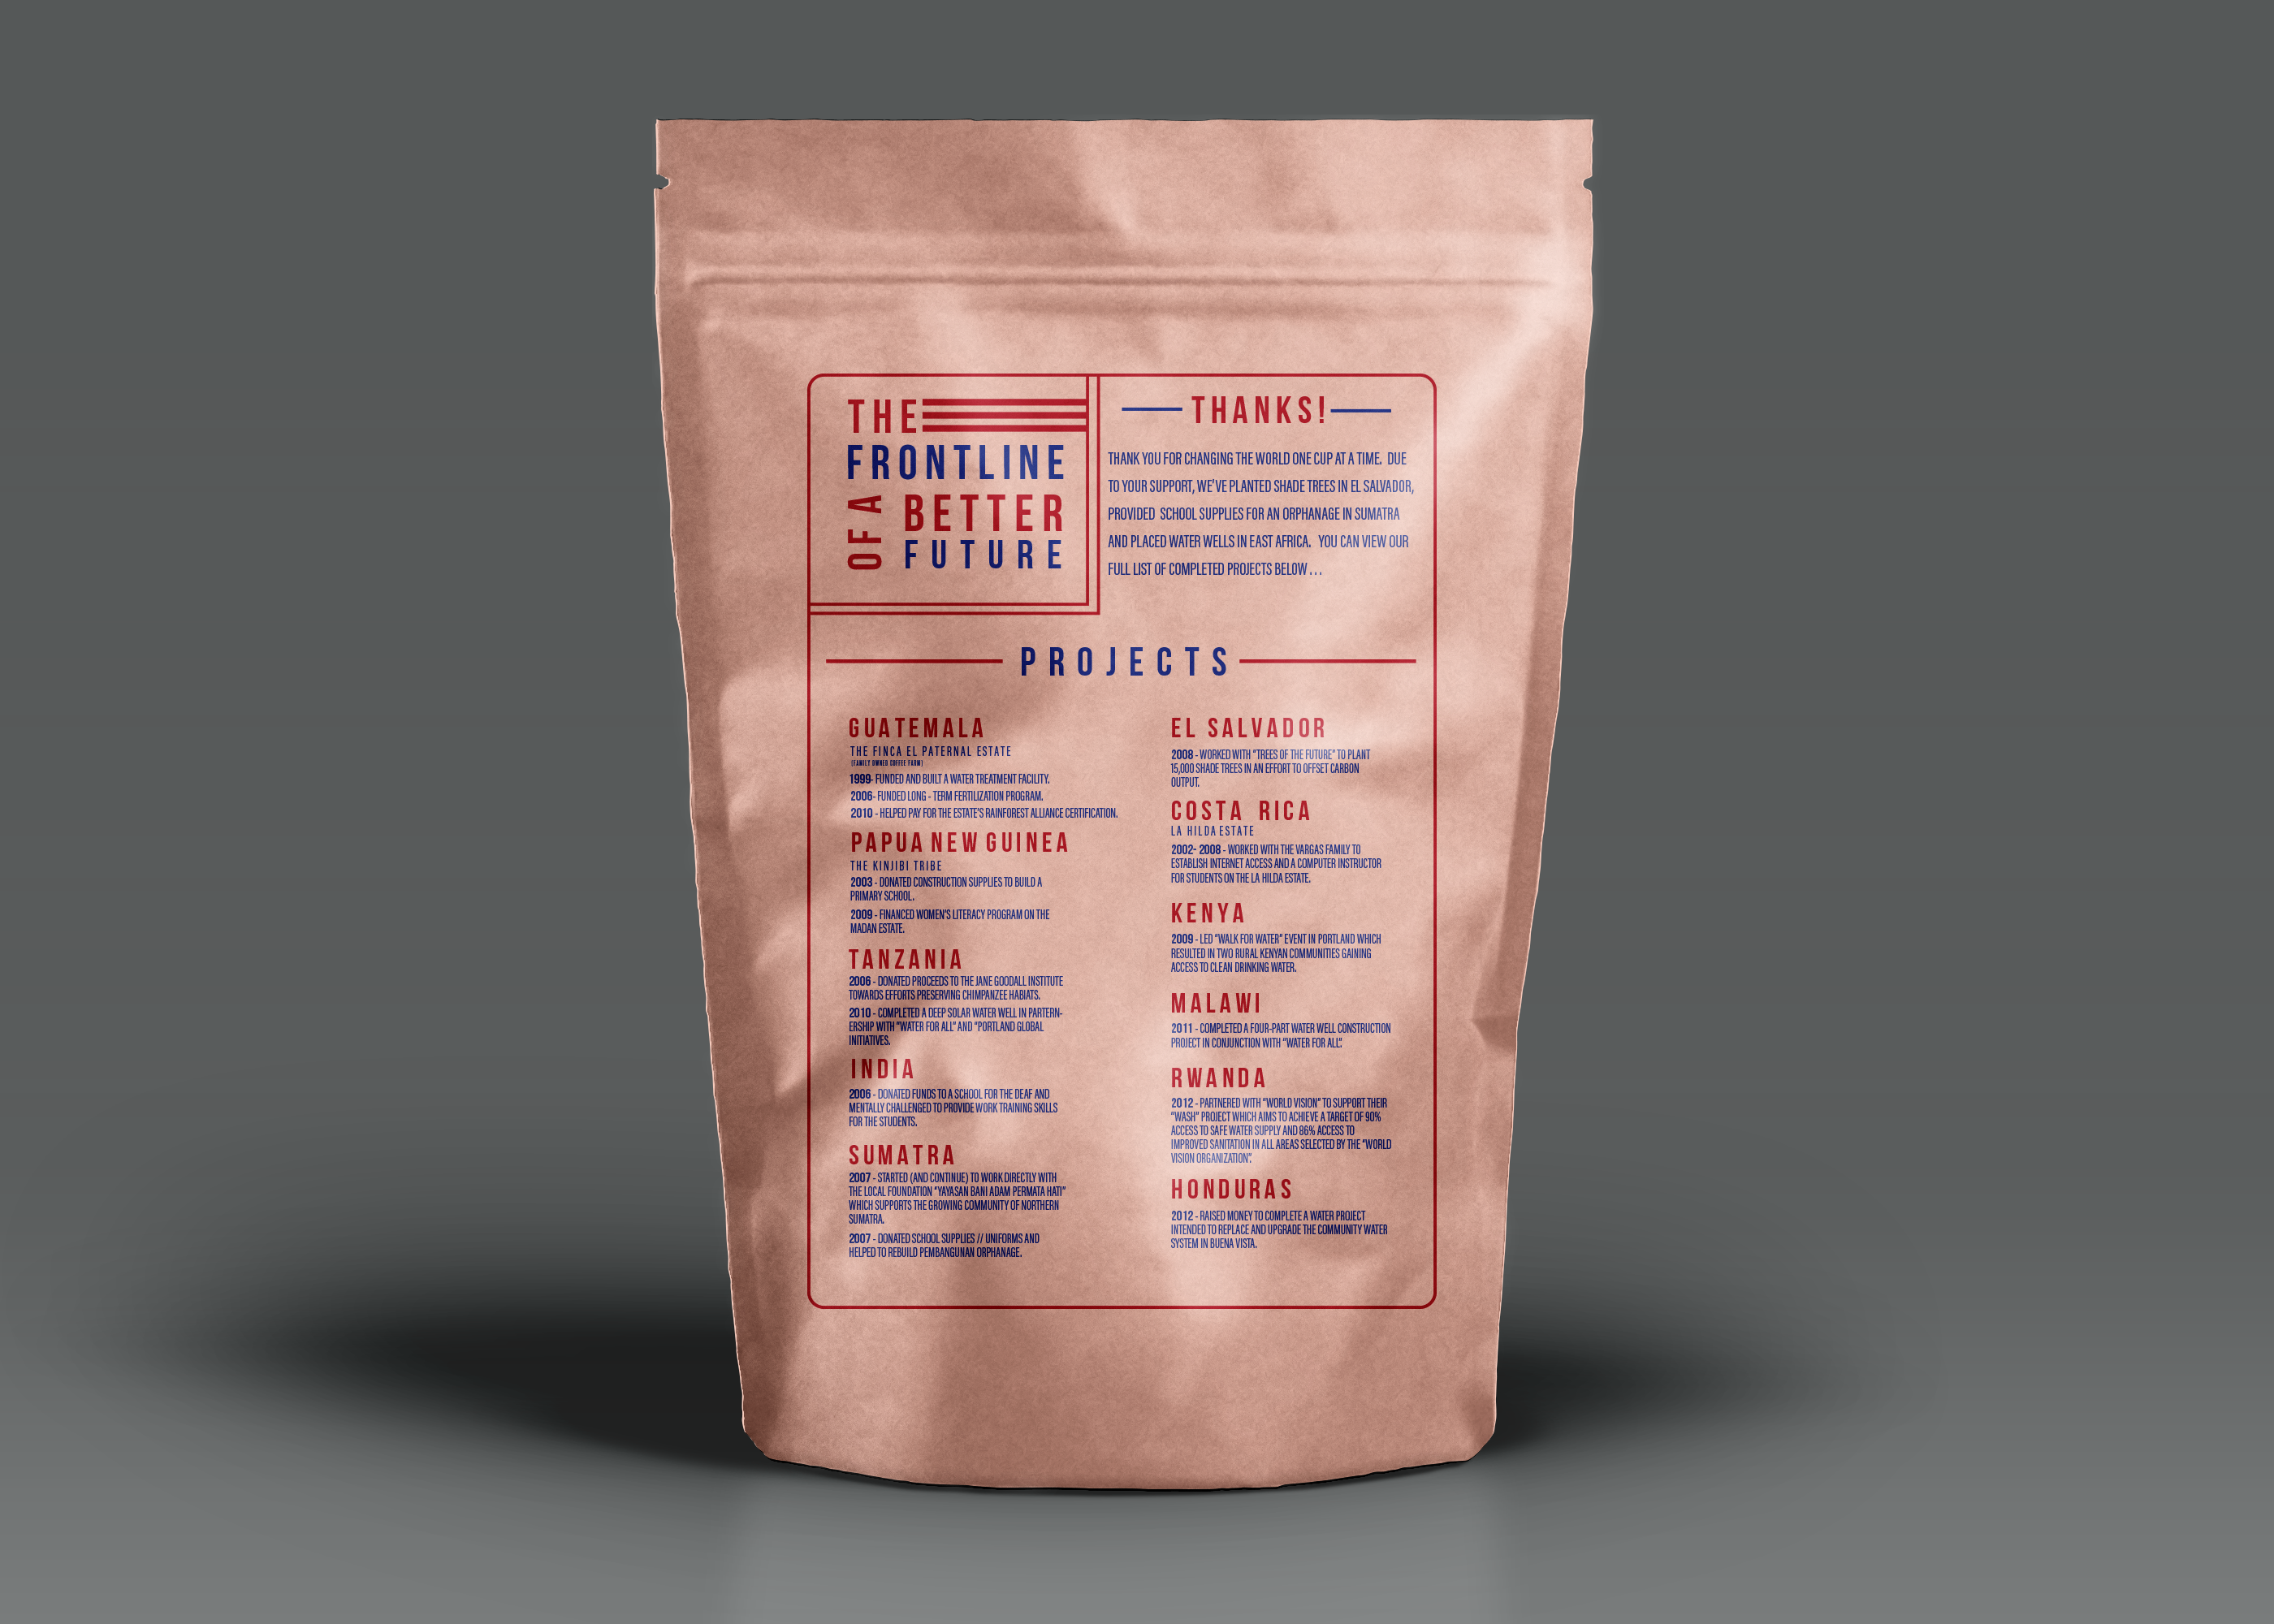 THE
FRONTLINE
OF A BETTER
FUTURE
THANKS!
THANK YOU FOR CHANGING THE WORLD ONE CUP AT A TIME. DUE
TO YOUR SUPPORT, WE'VE PLANTED SHADE TREES IN EL SALVADOR,
PROVIDED SCHOOL SUPPLIES FOR AN ORPHANAGE IN SUMATRA
AND PLACED WATER WELLS IN EAST AFRICA. YOU CAN VIEW OUR
FULL LIST OF COMPLETED PROJECTS BELOW . . .
PROJECTS
GUATEMALA
THE FINCA EL PATERNAL ESTATE
(FAMILY OWNED COFFEE FARM)
1999- FUNDED AND BUILT A WATER TREATMENT FACILITY.
2006- FUNDED LONG - TERM FERTILIZATION PROGRAM.
2010 - HELPED PAY FOR THE ESTATE'S RAINFOREST ALLIANCE CERTIFICATION.
PAPUA NEW GUINEA
THE KINJIBI TRIBE
2003 - DONATED CONSTRUCTION SUPPLIES TO BUILD A
PRIMARY SCHOOL.
2009 - FINANCED WOMEN'S LITERACY PROGRAM ON THE
MADAN ESTATE.
TANZANIA
2006 - DONATED PROCEEDS TO THE JANE GOODALL INSTITUTE
TOWARDS EFFORTS PRESERVING CHIMPANZEE HABIATS.
2010 - COMPLETED A DEEP SOLAR WATER WELL IN PARTERN-
ERSHIP WITH "WATER FOR ALL" AND "PORTLAND GLOBAL
INITIATIVES.
INDIA
2006 - DONATED FUNDS TO A SCHOOL FOR THE DEAF AND
MENTALLY CHALLENGED TO PROVIDE WORK TRAINING SKILLS
FOR THE STUDENTS.
SUMATRA
2007 - STARTED (AND CONTINUE) TO WORK DIRECTLY WITH
THE LOCAL FOUNDATION "YAYASAN BANI ADAM PERMATA HATI"
WHICH SUPPORTS THE GROWING COMMUNITY OF NORTHERN
SUMATRA.
2007 - DONATED SCHOOL SUPPLIES // UNIFORMS AND
HELPED TO REBUILD PEMBANGUNAN ORPHANAGE.
EL SALVADOR
2008 - WORKED WITH "TREES OF THE FUTURE" TO PLANT
15,000 SHADE TREES IN AN EFFORT TO OFFSET CARBON
OUTPUT.
COSTA RICA
LA HILDA ESTATE
2002- 2008 - WORKED WITH THE VARGAS FAMILY TO
ESTABLISH INTERNET ACCESS AND A COMPUTER INSTRUCTOR
FOR STUDENTS ON THE LA HILDA ESTATE.
KENYA
2009 - LED "WALK FOR WATER" EVENT IN PORTLAND WHICH
RESULTED IN TWO RURAL KENYAN COMMUNITIES GAINING
ACCESS TO CLEAN DRINKING WATER.
MALAWI
2011 - COMPLETED A FOUR-PART WATER WELL CONSTRUCTION
PROJECT IN CONJUNCTION WITH "WATER FOR ALL".
RWANDA
2012 - PARTNERED WITH "WORLD VISION" TO SUPPORT THEIR
"WASH" PROJECT WHICH AIMS TO ACHIEVE A TARGET OF 90%
ACCESS TO SAFE WATER SUPPLY AND 86% ACCESS TO
IMPROVED SANITATION IN ALL AREAS SELECTED BY THE "WORLD
VISION ORGANIZATION".
HONDURAS
2012 - RAISED MONEY TO COMPLETE A WATER PROJECT
INTENDED TO REPLACE AND UPGRADE THE COMMUNITY WATER
SYSTEM IN BUENA VISTA.